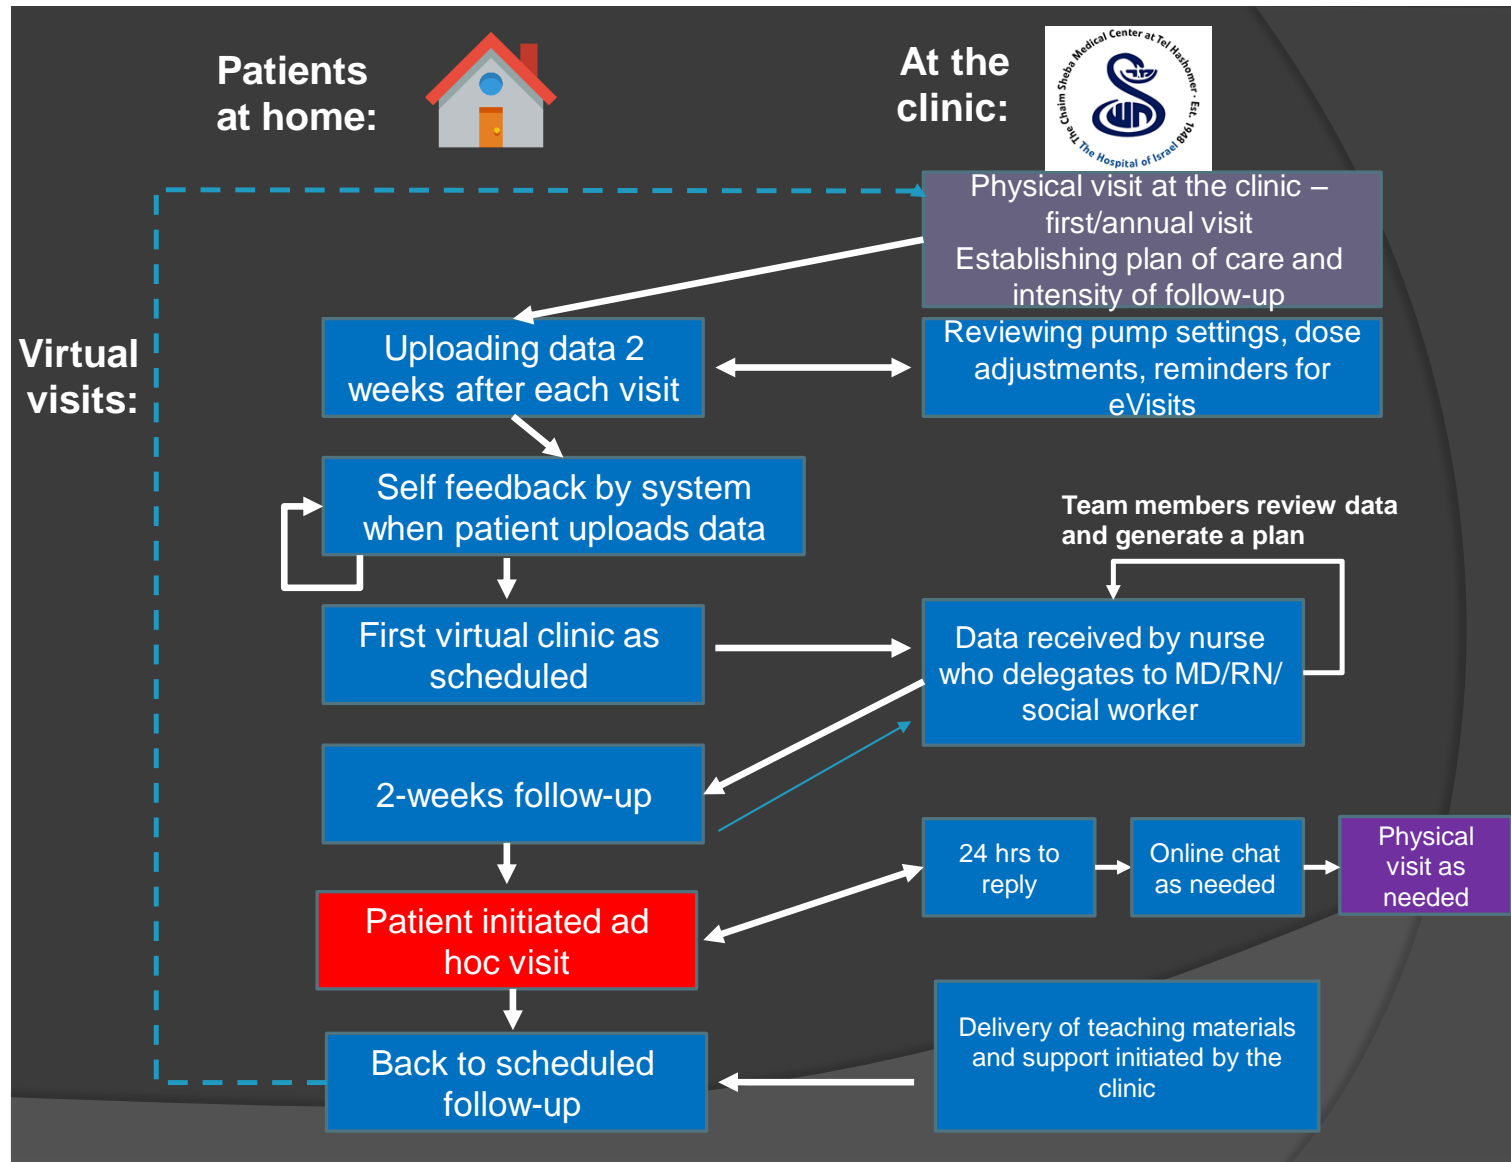 Patients
at home:
At the
clinic:
The Chaim Sheba Medical Center at Tel Hashomer · Est. 1948
The Hospital of Israel
Physical visit at the clinic –
first/annual visit
Establishing plan of care and
intensity of follow-up
Virtual
visits:
Uploading data 2
weeks after each visit
Reviewing pump settings, dose
adjustments, reminders for
eVisits
Self feedback by system
when patient uploads data
Team members review data
and generate a plan
First virtual clinic as
scheduled
Data received by nurse
who delegates to MD/RN/
social worker
2-weeks follow-up
24 hrs to
reply
Online chat
as needed
Physical
visit as
needed
Patient initiated ad
hoc visit
Delivery of teaching materials
and support initiated by the
clinic
Back to scheduled
follow-up